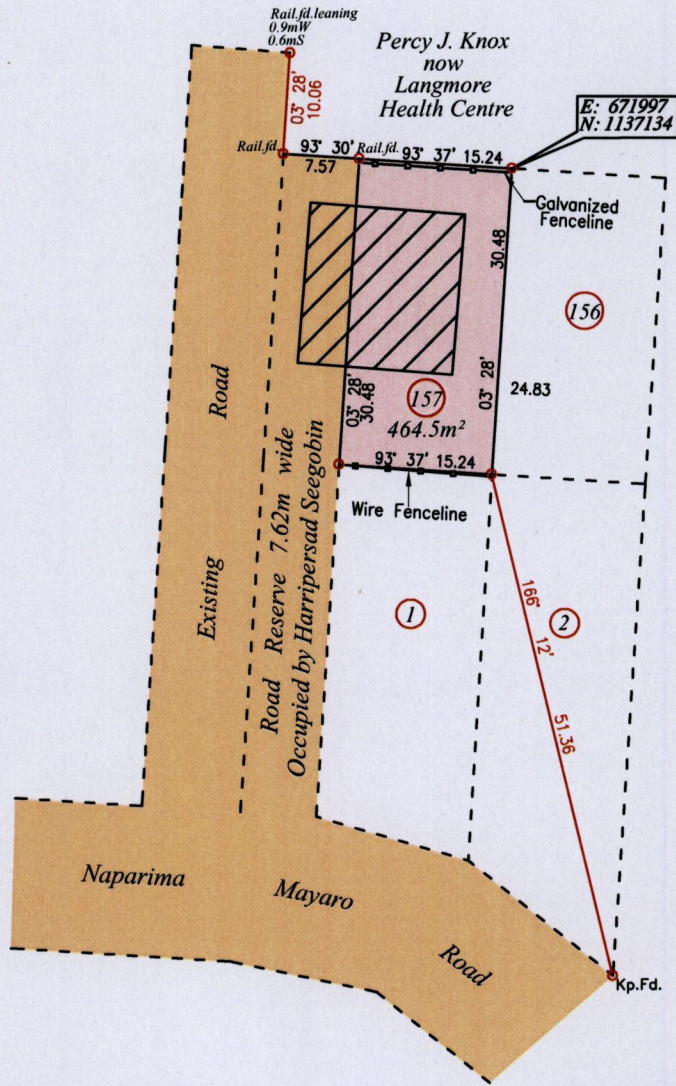 Rail.fd.leaning
0.9mW
0.6mS
Percy J. Knox
now
Langmore
Health Centre
E: 671997
N: 1137134
03° 28'
10.06
Rail.fd.
93° 30'
7.57
Rail.fd.
93° 37' 15.24
Galvanized
Fenceline
30.48
03° 28'
156
24.83
03° 28'
30.48
157
464.5m²
93° 37' 15.24
Wire Fenceline
Existing Road
Road Reserve 7.62m wide
Occupied by Harripersad Seegobin
1
2
166° 12' 51.36
Naparima Mayaro Road
Kp.Fd.